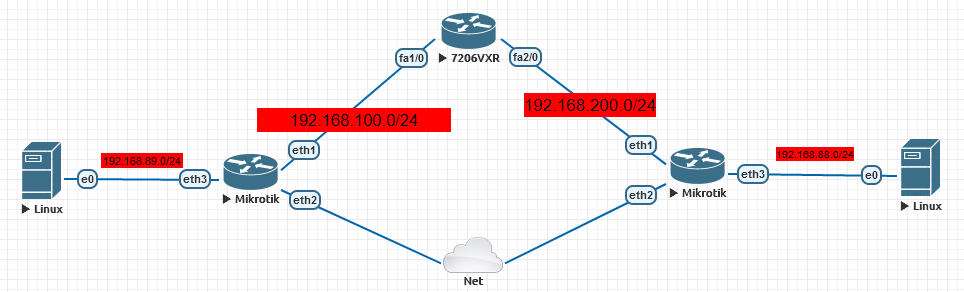 fa1/0
fa2/0
7206VXR
192.168.100.0/24
192.168.200.0/24
eth1
eth1
192.168.89.0/24
192.168.88.0/24
e0
eth3
eth3
e0
Mikrotik
Mikrotik
eth2
eth2
Linux
Linux
Net